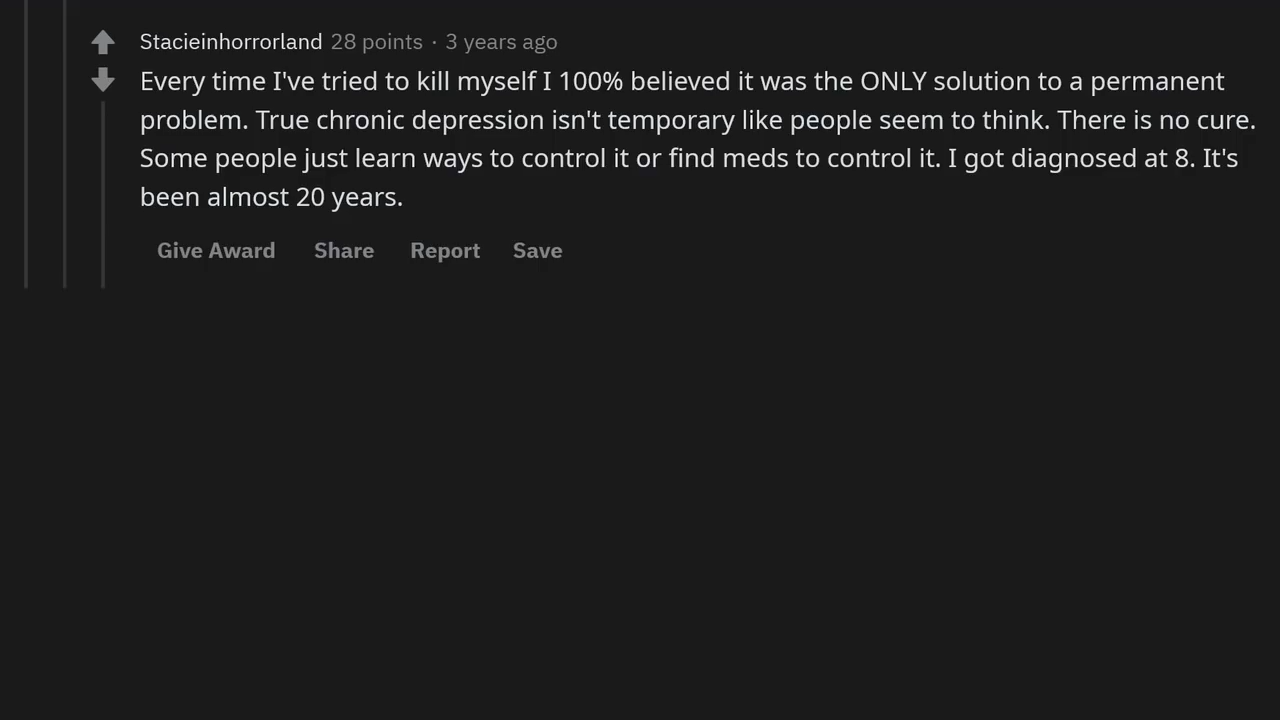 Stacieinhorrorland 28 points · 3 years ago
Every time I've tried to kill myself I 100% believed it was the ONLY solution to a permanent
problem. True chronic depression isn't temporary like people seem to think. There is no cure.
Some people just learn ways to control it or find meds to control it. I got diagnosed at 8. It's
been almost 20 years.
Give Award Share Report Save